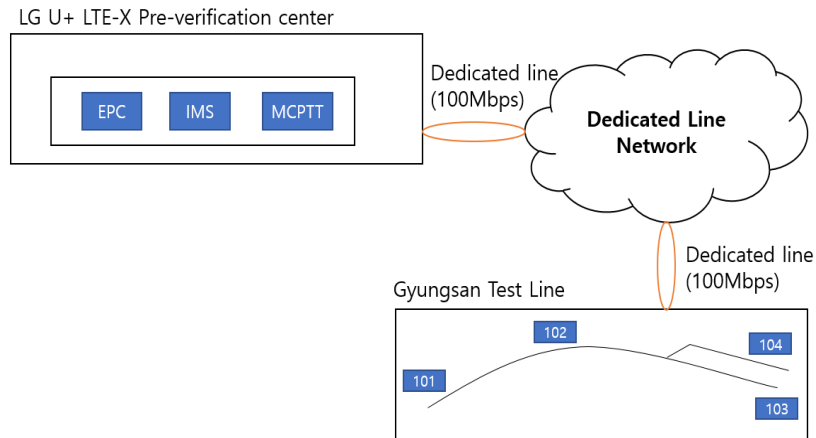 LG U+ LTE-X Pre-verification center
EPC
IMS
MCPTT
Dedicated line
(100Mbps)
Dedicated Line
Network
Dedicated line
(100Mbps)
Gyungsan Test Line
101
102
104
103